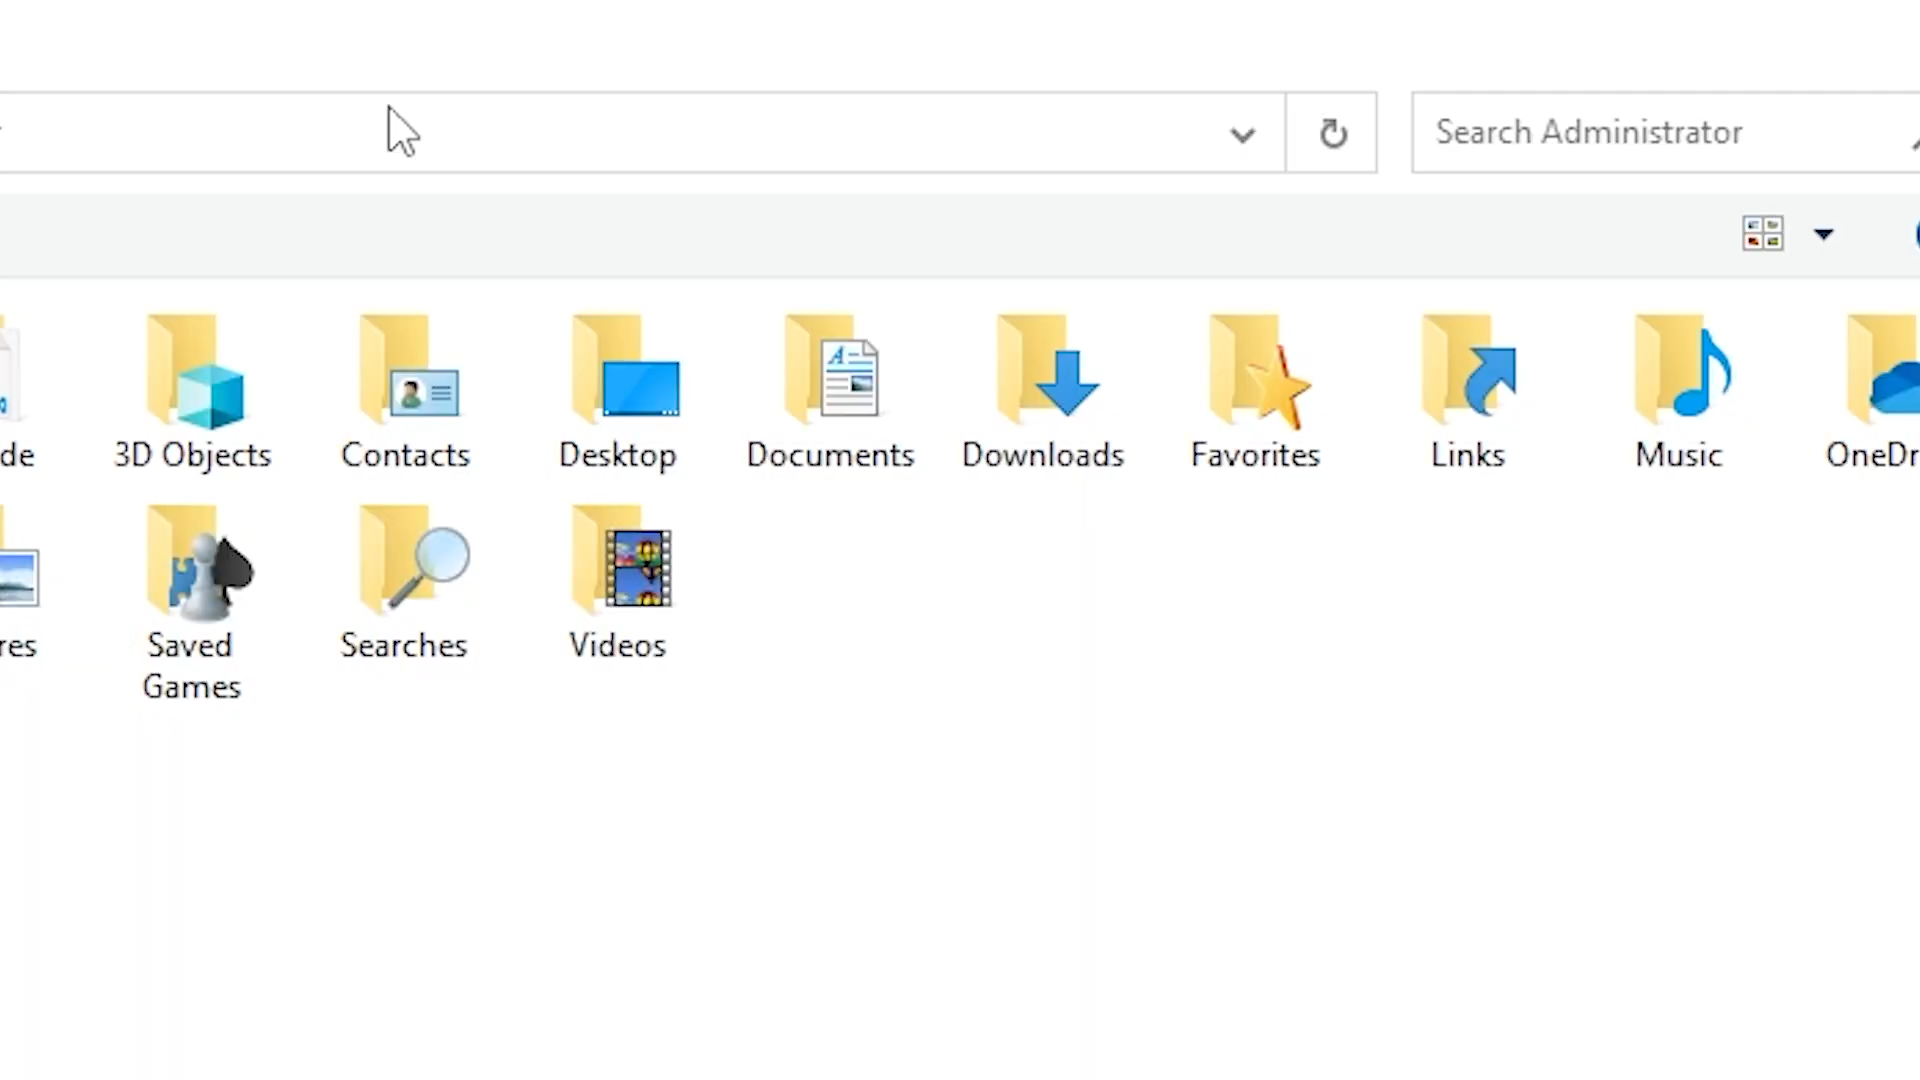 Search Administrator
de
3D Objects
Contacts
Desktop
Documents
Downloads
Favorites
Links
Music
OneDr
res
Saved
Games
Searches
Videos